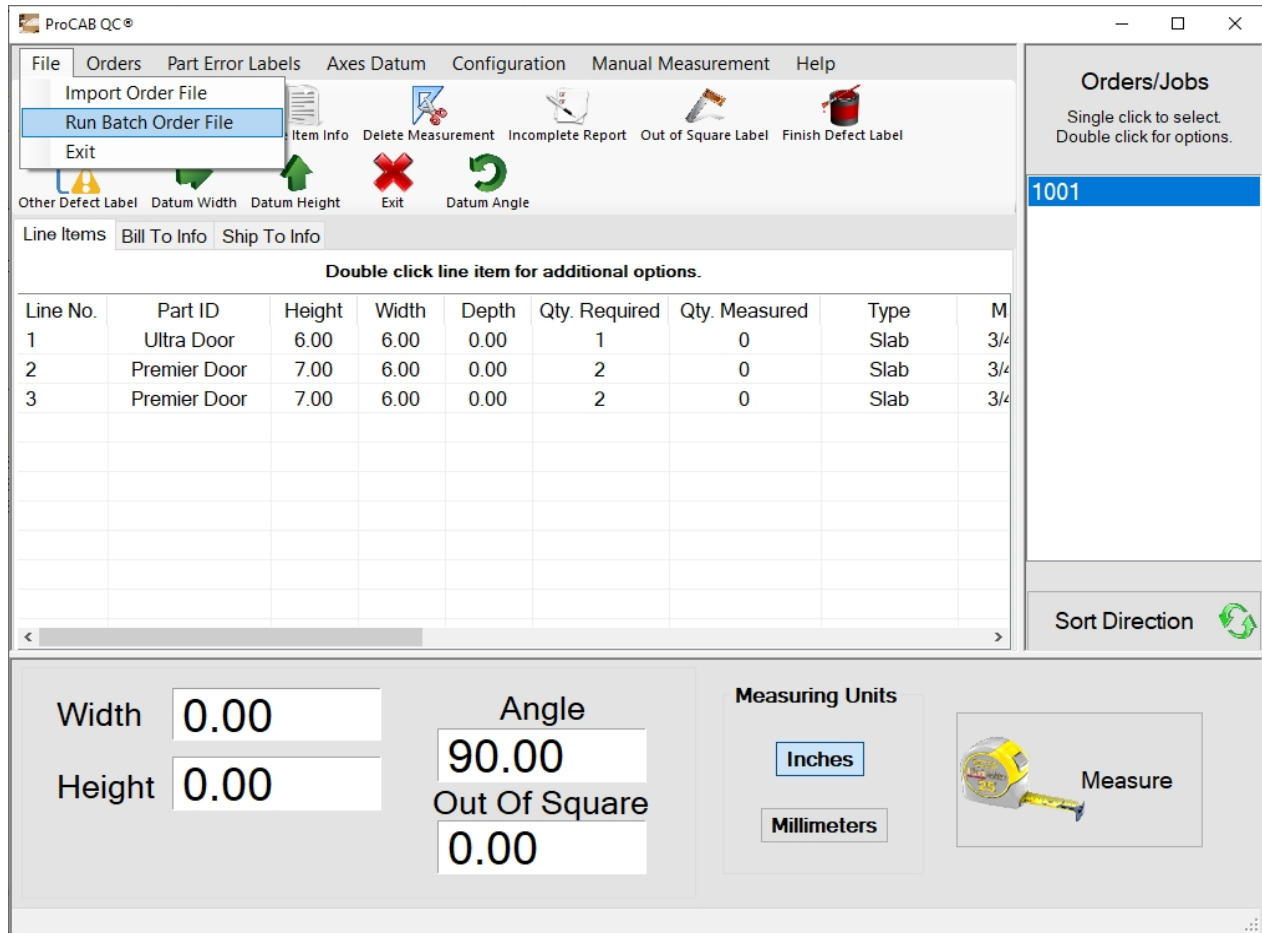 ProCAB QC®
File Orders Part Error Labels Axes Datum Configuration Manual Measurement Help
Import Order File
Run Batch Order File
Exit
Item Info Delete Measurement Incomplete Report Out of Square Label Finish Defect Label
Other Defect Label Datum Width Datum Height Exit Datum Angle
Line Items Bill To Info Ship To Info
Double click line item for additional options.
Line No. Part ID Height Width Depth Qty. Required Qty. Measured Type M
1 Ultra Door 6.00 6.00 0.00 1 0 Slab 3/4
2 Premier Door 7.00 6.00 0.00 2 0 Slab 3/4
3 Premier Door 7.00 6.00 0.00 2 0 Slab 3/4
Orders/Jobs
Single click to select.
Double click for options.
1001
Sort Direction
Width 0.00
Height 0.00
Angle
90.00
Out Of Square
0.00
Measuring Units
Inches
Millimeters
Measure